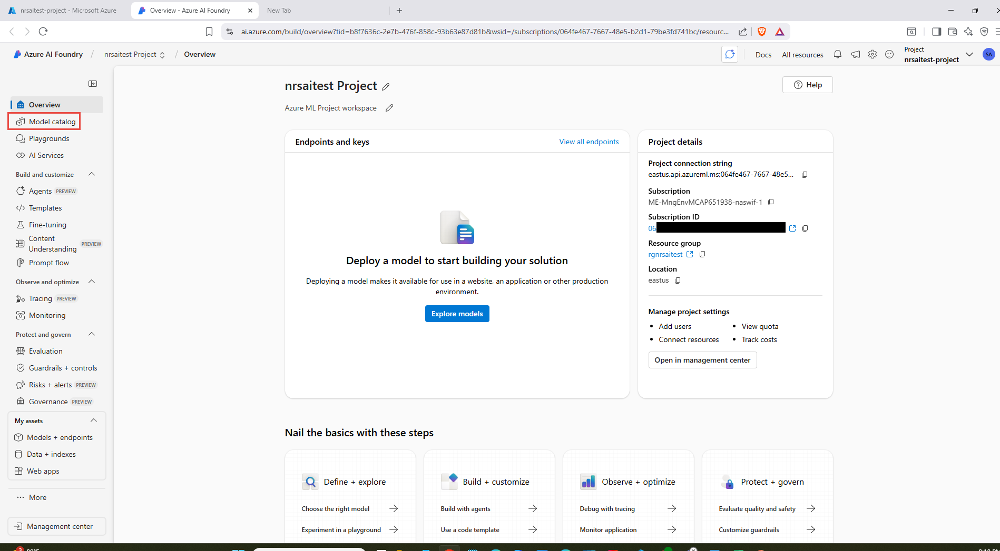 nrsaitest-project - Microsoft Azure
Overview - Azure AI Foundry
New Tab
ai.azure.com/build/overview?tid=b8f7636c-2e7b-476f-858c-93b63e87d81b&wsid=/subscriptions/064fe467-7667-48e5-b2d1-79be3fd741bc/resourc...
Azure AI Foundry / nrsaitest Project / Overview
Docs
All resources
Project
nrsaitest-project
SA
Overview
Model catalog
Playgrounds
AI Services
Build and customize
Agents PREVIEW
Templates
Fine-tuning
Content
Understanding PREVIEW
Prompt flow
Observe and optimize
Tracing PREVIEW
Monitoring
Protect and govern
Evaluation
Guardrails + controls
Risks + alerts PREVIEW
Governance PREVIEW
My assets
Models + endpoints
Data + indexes
Web apps
More
Management center
nrsaitest Project
Help
Azure ML Project workspace
Endpoints and keys
View all endpoints
Deploy a model to start building your solution
Deploying a model makes it available for use in a website, an application or other production
environment.
Explore models
Project details
Project connection string
eastus.api.azureml.ms;064fe467-7667-48e5...
Subscription
ME-MngEnvMCAP651938-naswif-1
Subscription ID
06
Resource group
rgnrsaitest
Location
eastus
Manage project settings
• Add users
• View quota
• Connect resources
• Track costs
Open in management center
Nail the basics with these steps
Define + explore
Choose the right model
Experiment in a playground
Build + customize
Build with agents
Use a code template
Observe + optimize
Debug with tracing
Monitor application
Protect + govern
Evaluate quality and safety
Customize guardrails
3